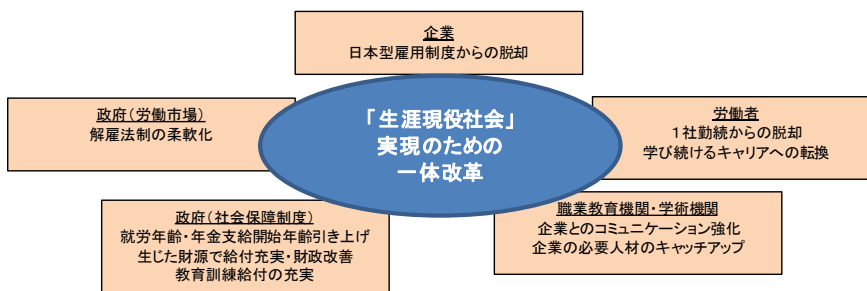 企業
日本型雇用制度からの脱却
政府(労働市場)
解雇法制の柔軟化
「生涯現役社会」
実現のための
一体改革
労働者
1社勤続からの脱却
学び続けるキャリアへの転換
政府(社会保障制度)
就労年齢・年金支給開始年齢引き上げ
生じた財源で給付充実・財政改善
教育訓練給付の充実
職業教育機関・学術機関
企業とのコミュニケーション強化
企業の必要人材のキャッチアップ